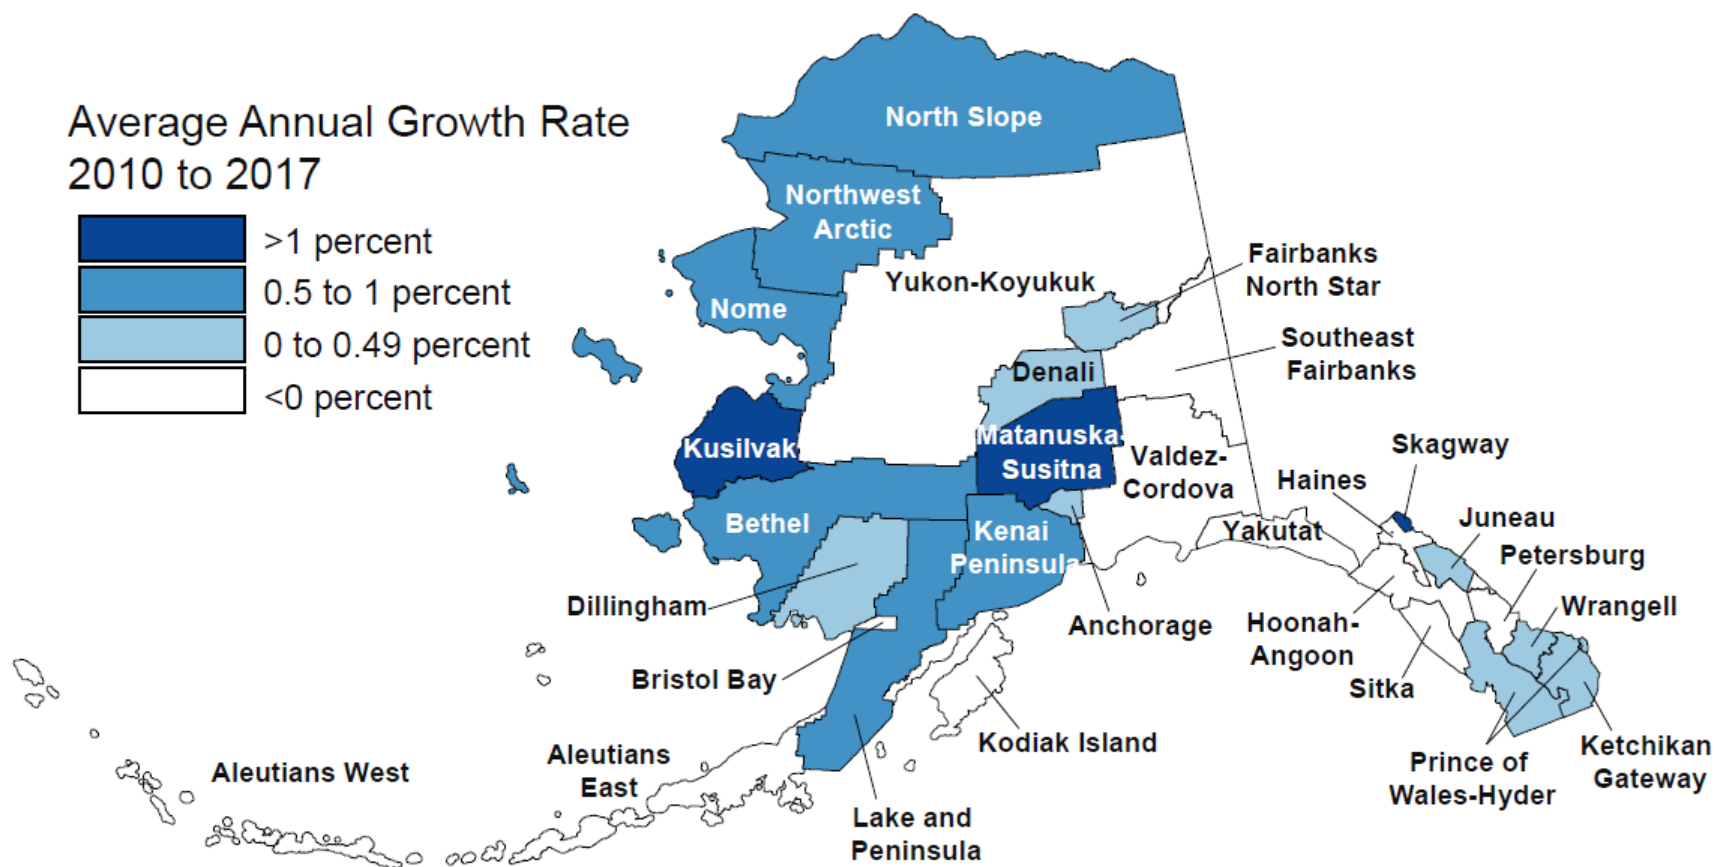 Average Annual Growth Rate
2010 to 2017
>1 percent
0.5 to 1 percent
0 to 0.49 percent
<0 percent
North Slope
Northwest
Arctic
Nome
Yukon-Koyukuk
Fairbanks
North Star
Southeast
Fairbanks
Denali
Kusilvak
Matanuska-
Susitna
Valdez-
Cordova
Skagway
Haines
Juneau
Yakutat
Petersburg
Bethel
Kenai
Peninsula
Dillingham
Anchorage
Hoonah-
Angoon
Wrangell
Bristol Bay
Sitka
Kodiak Island
Aleutians West
Aleutians
East
Prince of
Wales-Hyder
Ketchikan
Gateway
Lake and
Peninsula